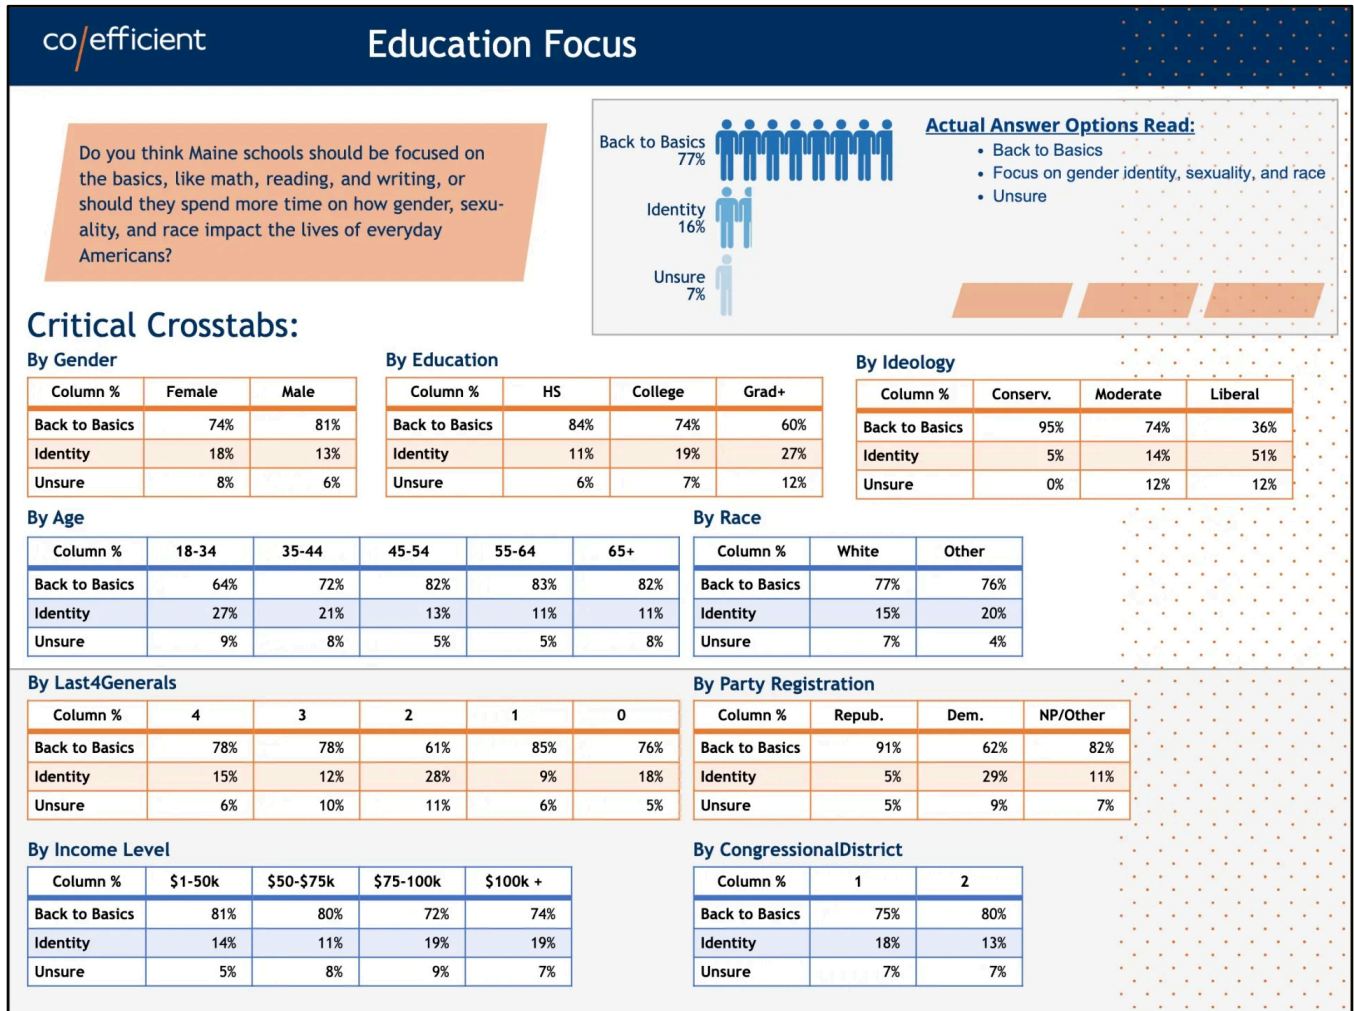 co/efficient
Education Focus
Do you think Maine schools should be focused on
the basics, like math, reading, and writing, or
should they spend more time on how gender, sexu-
ality, and race impact the lives of everyday
Americans?
Back to Basics
77%
Identity
16%
Unsure
7%
Actual Answer Options Read:
• Back to Basics
• Focus on gender identity, sexuality, and race
• Unsure
Critical Crosstabs:
By Gender
Column % Female Male
Back to Basics 74% 81%
Identity 18% 13%
Unsure 8% 6%
By Education
Column % HS College Grad+
Back to Basics 84% 74% 60%
Identity 11% 19% 27%
Unsure 6% 7% 12%
By Ideology
Column % Conserv. Moderate Liberal
Back to Basics 95% 74% 36%
Identity 5% 14% 51%
Unsure 0% 12% 12%
By Age
Column % 18-34 35-44 45-54 55-64 65+
Back to Basics 64% 72% 82% 83% 82%
Identity 27% 21% 13% 11% 11%
Unsure 9% 8% 5% 5% 8%
By Race
Column % White Other
Back to Basics 77% 76%
Identity 15% 20%
Unsure 7% 4%
By Last4Generals
Column % 4 3 2 1 0
Back to Basics 78% 78% 61% 85% 76%
Identity 15% 12% 28% 9% 18%
Unsure 6% 10% 11% 6% 5%
By Party Registration
Column % Repub. Dem. NP/Other
Back to Basics 91% 62% 82%
Identity 5% 29% 11%
Unsure 5% 9% 7%
By Income Level
Column % $1-50k $50-$75k $75-100k $100k +
Back to Basics 81% 80% 72% 74%
Identity 14% 11% 19% 19%
Unsure 5% 8% 9% 7%
By CongressionalDistrict
Column % 1 2
Back to Basics 75% 80%
Identity 18% 13%
Unsure 7% 7%